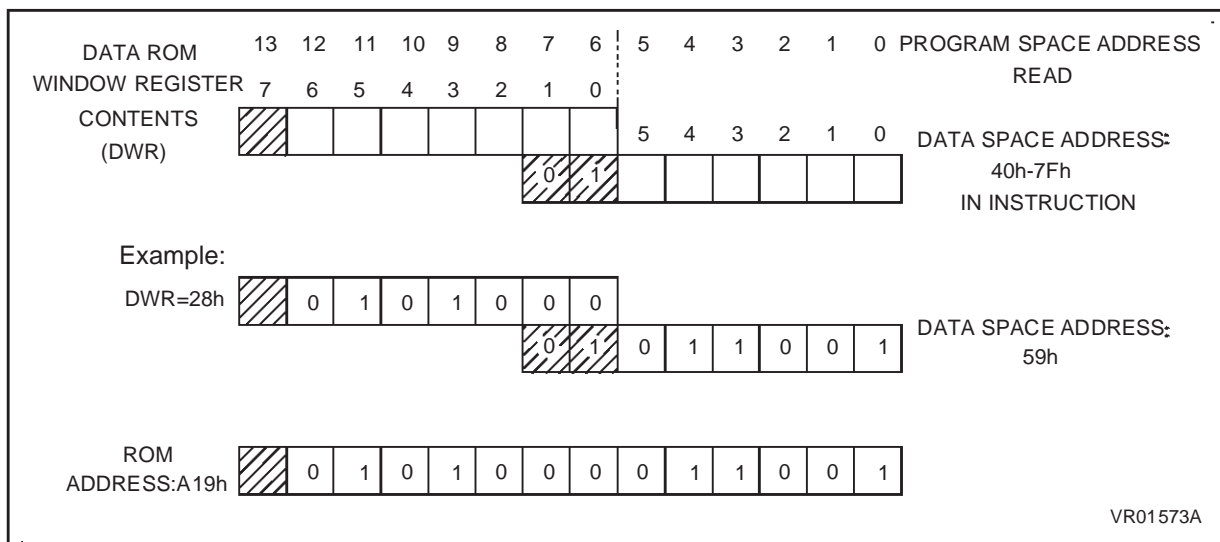 13 12 11 10 9 8 7 6 5 4 3 2 1 0 PROGRAM SPACE ADDRESS
READ
DATA ROM
WINDOW REGISTER 7 6 5 4 3 2 1 0
CONTENTS
(DWR)
5 4 3 2 1 0 DATA SPACE ADDRESS:
0 1 40h-7Fh
IN INSTRUCTION
Example:
DWR=28h 0 1 0 1 0 0 0
0 1 0 1 1 0 0 1 DATA SPACE ADDRESS:
59h
ROM
ADDRESS:A19h 0 1 0 1 0 0 0 0 1 1 0 0 1
VR01573A